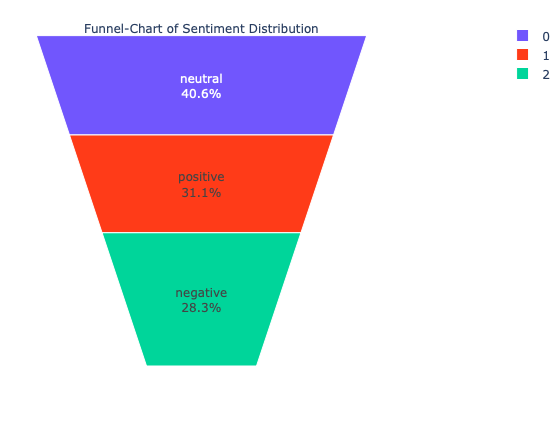 Funnel-Chart of Sentiment Distribution
0
1
2
neutral
40.6%
positive
31.1%
negative
28.3%